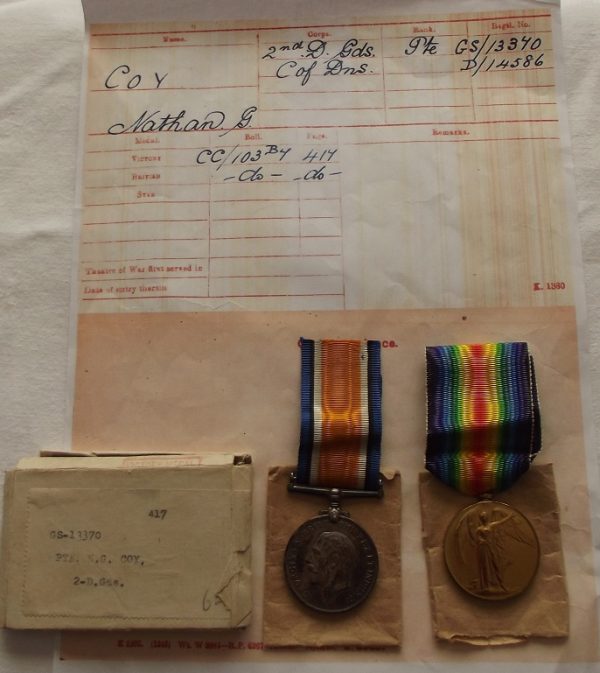 Name. Corps. Rank. Regtl. No.
COY 2nd. D. Gds. Pte GS/13370
C of Dns. D/14586
Nathan. G.
Medal. Roll. Page. Remarks.
VICTORY CC/103 B4 417
BRITISH -do- -do-
STAR
Theatre of War first served in
Date of entry therein
K. 1380
417
GS-13370
PTE. N.G. COY,
2-D.Gds.